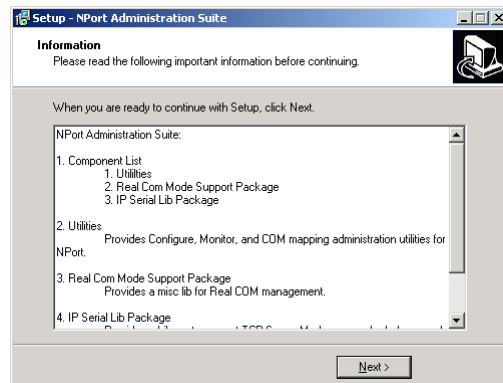 Setup - NPort Administration Suite
Information
Please read the following important information before continuing.
When you are ready to continue with Setup, click Next.
NPort Administration Suite:
1. Component List
1. Utililties
2. Real Com Mode Support Package
3. IP Serial Lib Package
2. Utilities
Provides Configure, Monitor, and COM mapping administration utilities for
NPort.
3. Real Com Mode Support Package
Provides a misc lib for Real COM management.
4. IP Serial Lib Package
Next >